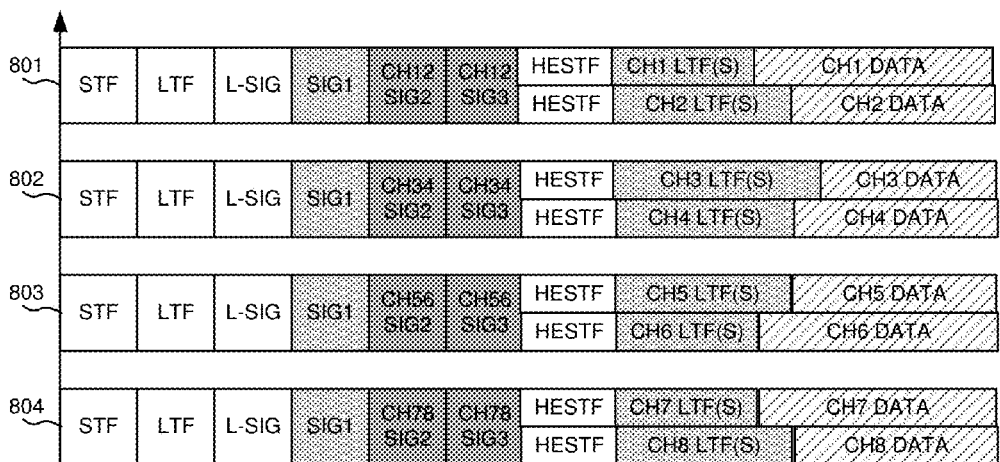 801
STF LTF L-SIG SIG1 CH12 SIG2 CH12 SIG3 HESTF CH1 LTF(S) CH1 DATA
HESTF CH2 LTF(S) CH2 DATA
802
STF LTF L-SIG SIG1 CH34 SIG2 CH34 SIG3 HESTF CH3 LTF(S) CH3 DATA
HESTF CH4 LTF(S) CH4 DATA
803
STF LTF L-SIG SIG1 CH56 SIG2 CH56 SIG3 HESTF CH5 LTF(S) CH5 DATA
HESTF CH6 LTF(S) CH6 DATA
804
STF LTF L-SIG SIG1 CH78 SIG2 CH78 SIG3 HESTF CH7 LTF(S) CH7 DATA
HESTF CH8 LTF(S) CH8 DATA